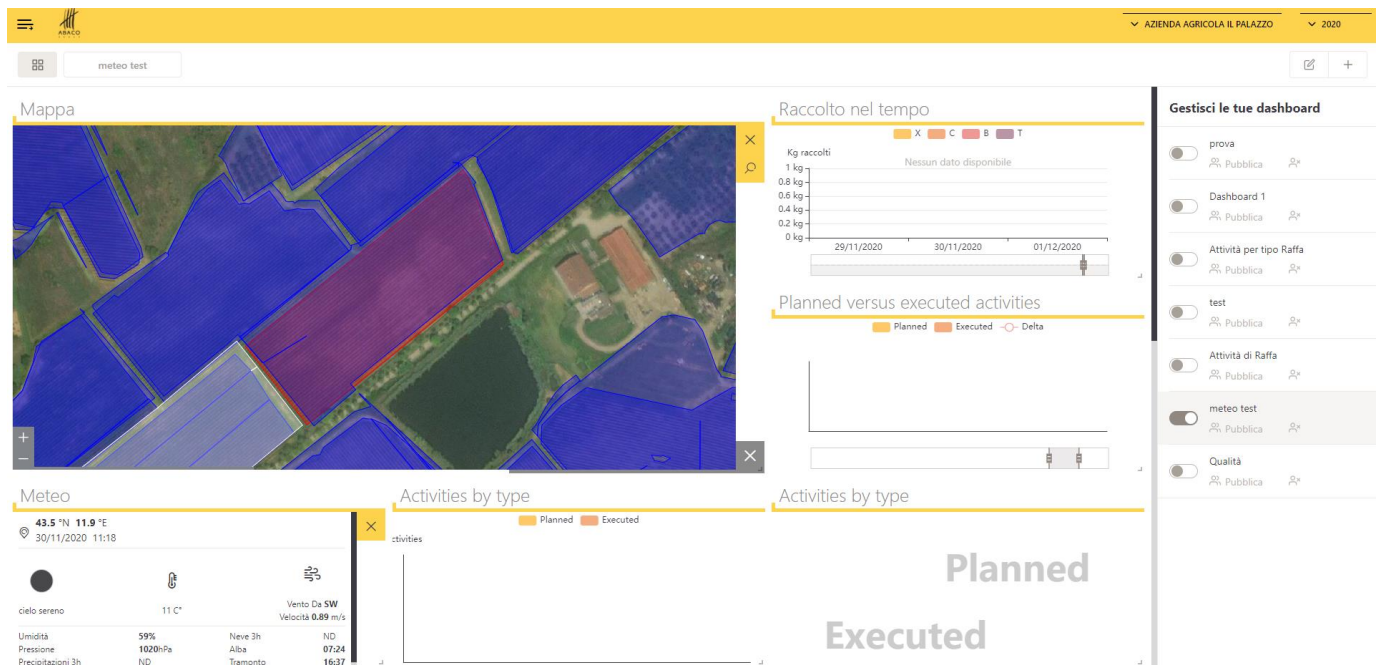 ABACO
AZIENDA AGRICOLA IL PALAZZO
2020
meteo test
Mappa
Raccolto nel tempo
X C B T
Kg raccolti
Nessun dato disponibile
1 kg
0.8 kg
0.6 kg
0.4 kg
0.2 kg
0 kg
29/11/2020 30/11/2020 01/12/2020
Planned versus executed activities
Planned Executed Delta
+
−
Meteo
43.5 °N 11.9 °E
30/11/2020 11:18
cielo sereno
11 C°
Vento Da SW
Velocità 0.89 m/s
Umidità 59% Neve 3h ND
Pressione 1020hPa Alba 07:24
Precipitazioni 3h ND Tramonto 16:37
Activities by type
Planned Executed
ctivities
Activities by type
Planned
Executed
Gestisci le tue dashboard
prova
Pubblica
Dashboard 1
Pubblica
Attività per tipo Raffa
Pubblica
test
Pubblica
Attività di Raffa
Pubblica
meteo test
Pubblica
Qualità
Pubblica